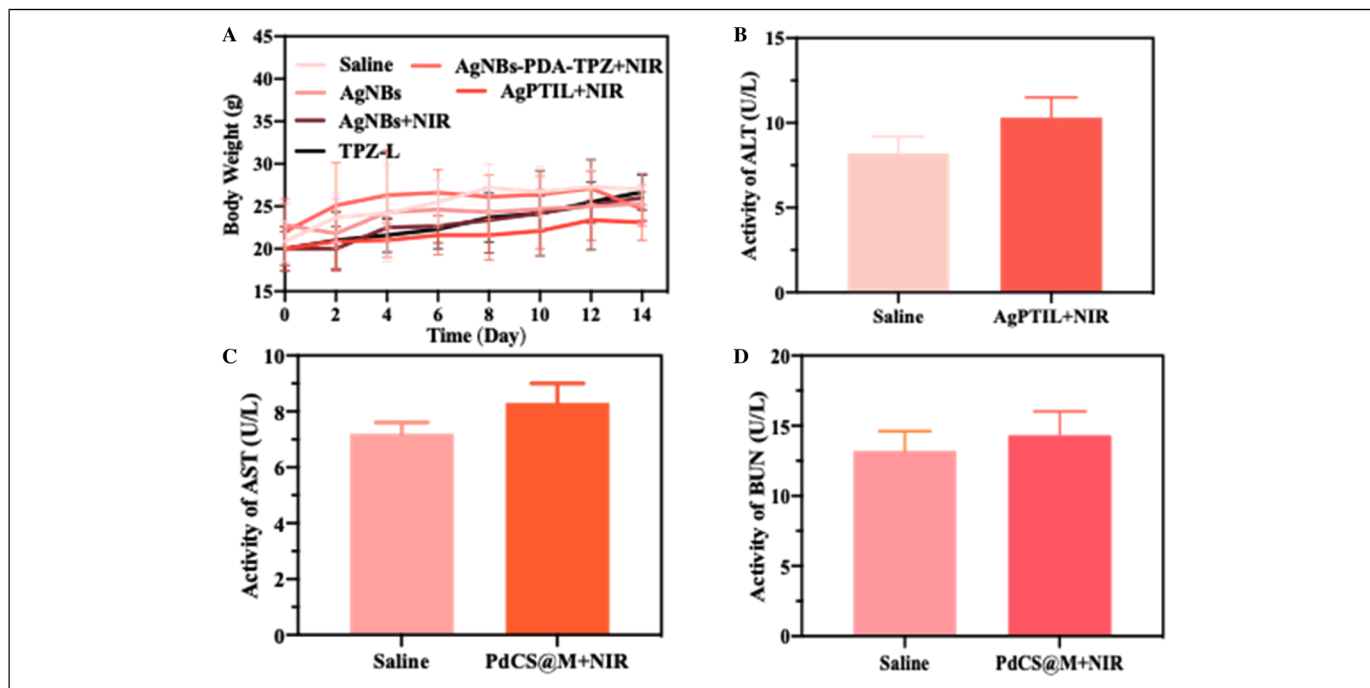 A
45
40
35
30
25
20
15
Body Weight (g)
Saline
AgNBs
AgNBs+NIR
TPZ-L
AgNBs-PDA-TPZ+NIR
AgPTIL+NIR
0 2 4 6 8 10 12 14
Time (Day)
B
15
10
5
0
Activity of ALT (U/L)
Saline AgPTIL+NIR
C
10
8
6
4
2
0
Activity of AST (U/L)
Saline PdCS@M+NIR
D
20
15
10
5
0
Activity of BUN (U/L)
Saline PdCS@M+NIR